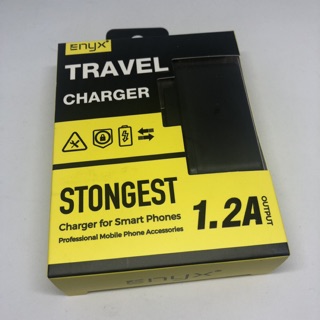 ENYX
TRAVEL
CHARGER
STONGEST
Charger for Smart Phones
Professional Mobile Phone Accessories
1.2A
OUTPUT
ENYX